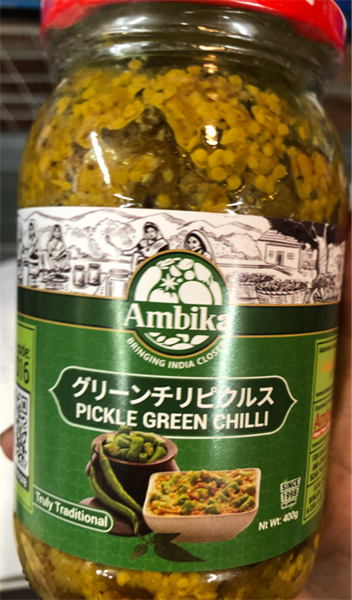 Ambika
BRINGING INDIA CLOSE
グリーンチリピクルス
PICKLE GREEN CHILLI
Truly Traditional
SINCE
1998
Nt Wt: 400g